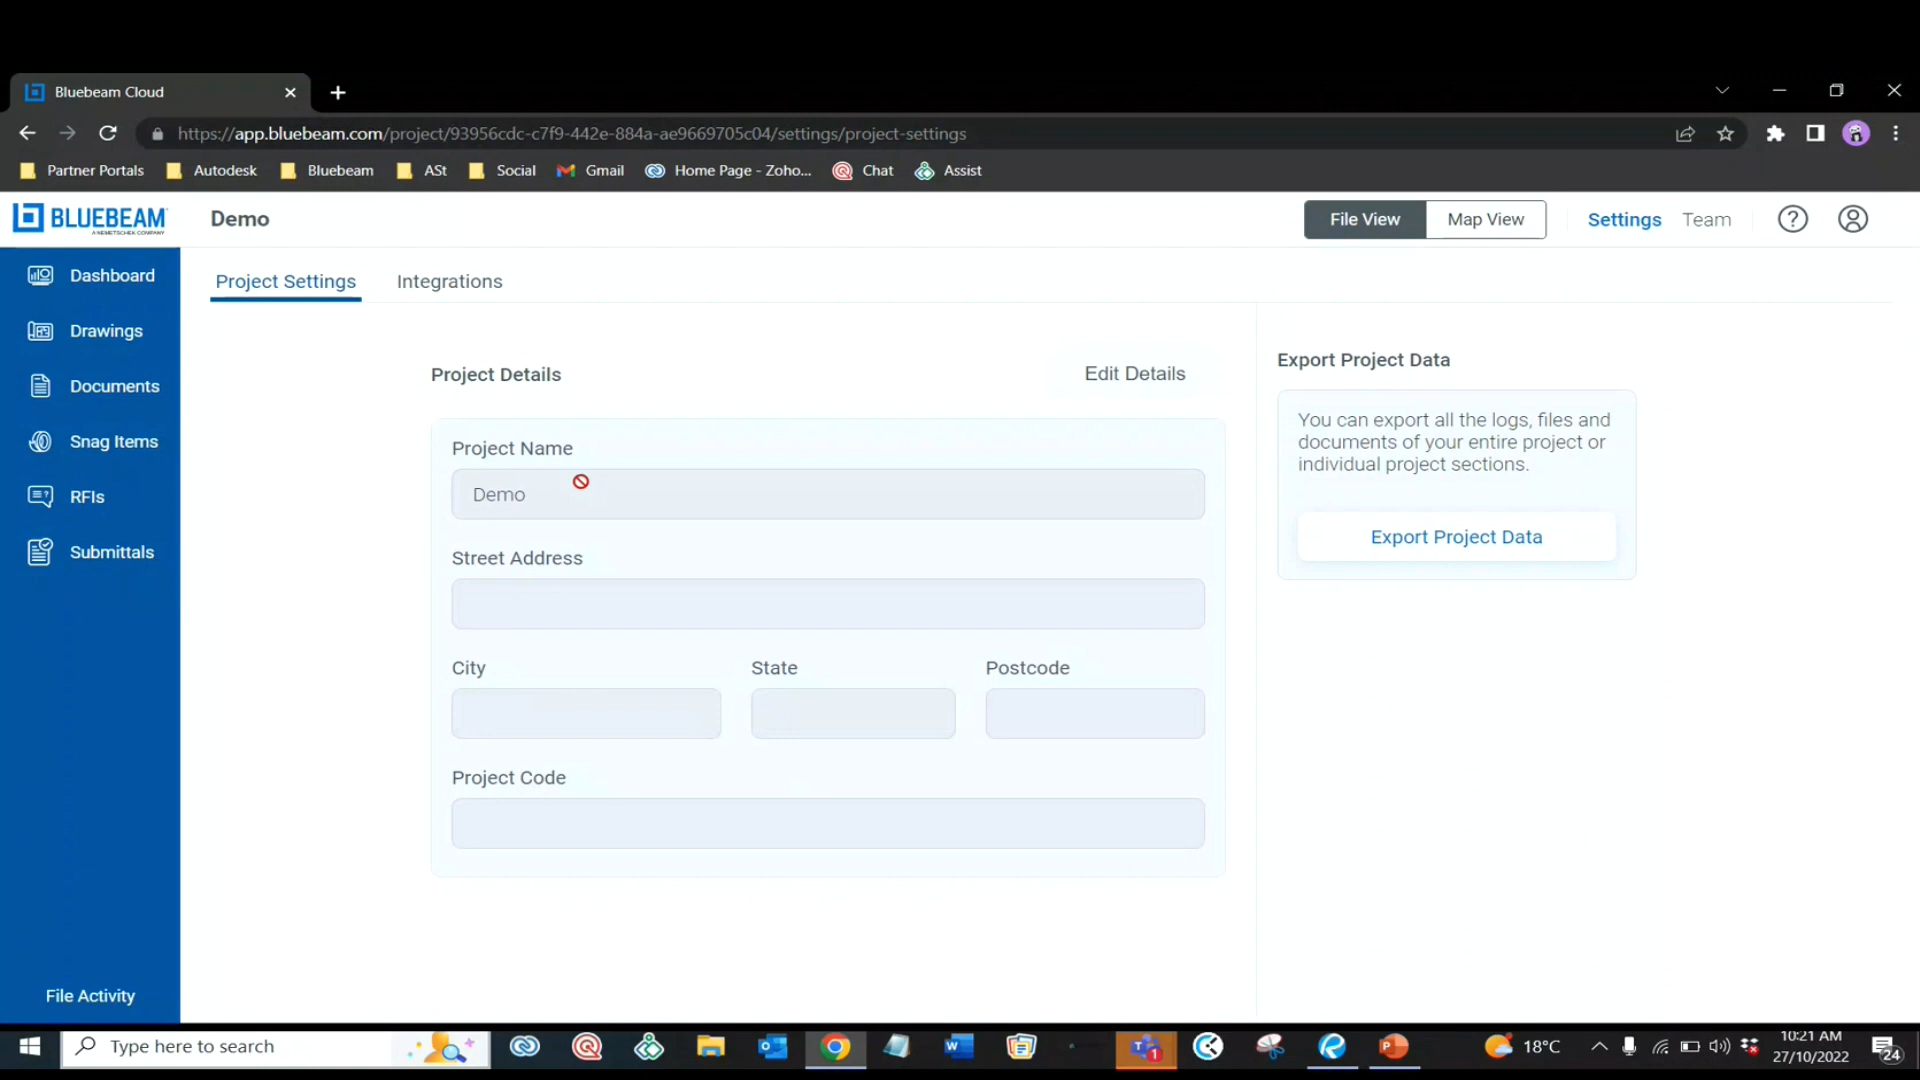 Bluebeam Cloud
https://app.bluebeam.com/project/93956cdc-c7f9-442e-884a-ae9669705c04/settings/project-settings
Partner Portals Autodesk Bluebeam ASt Social Gmail Home Page - Zoho... Chat Assist
BLUEBEAM Demo File View Map View Settings Team
A NEMETSCHEK COMPANY
Project Settings Integrations
Dashboard
Drawings
Documents
Snag Items
RFIs
Submittals
File Activity
Project Details Edit Details
Project Name
Demo
Street Address
City State Postcode
Project Code
Export Project Data
You can export all the logs, files and
documents of your entire project or
individual project sections.
Export Project Data
Type here to search
1
18°C
10:21 AM
27/10/2022
24